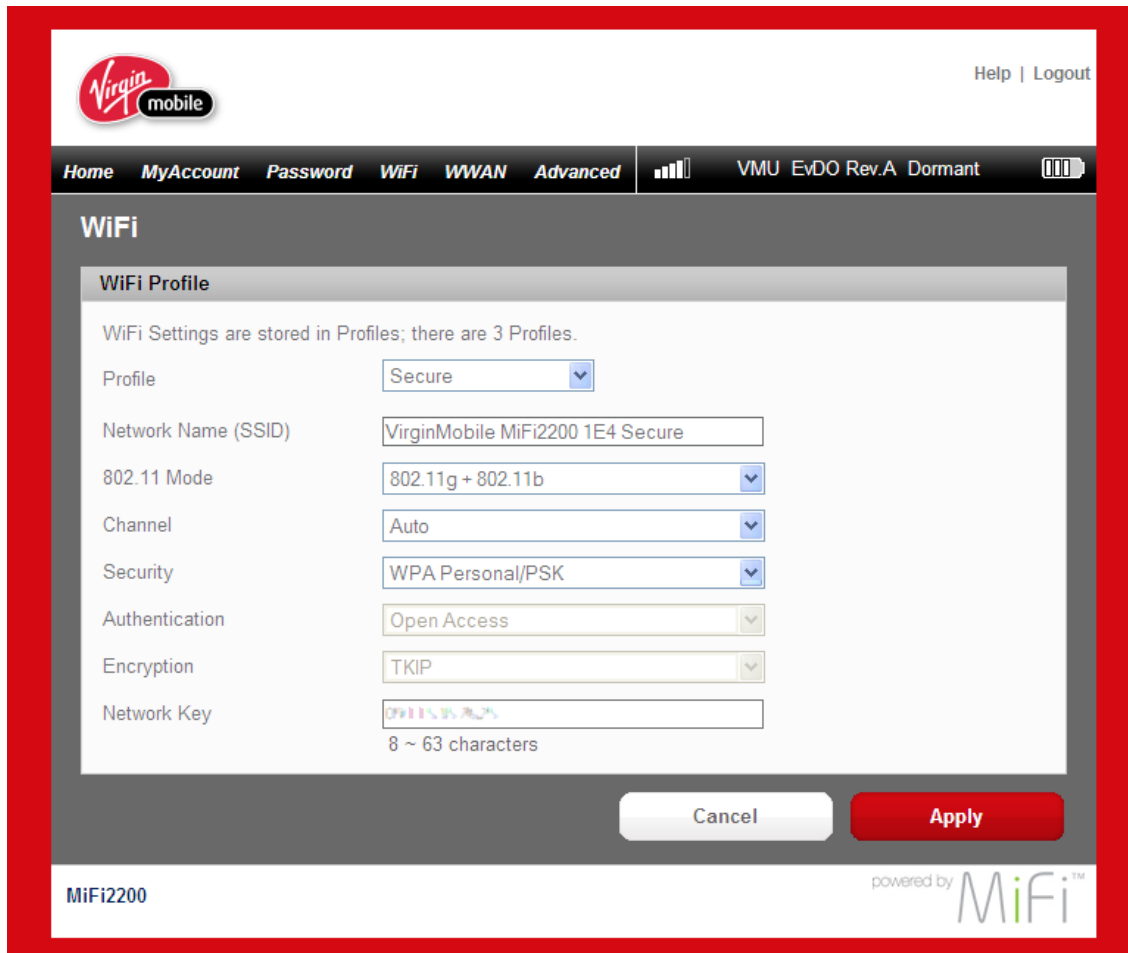 Virgin
mobile
Help | Logout
Home MyAccount Password WiFi WWAN Advanced VMU EvDO Rev.A Dormant
WiFi
WiFi Profile
WiFi Settings are stored in Profiles; there are 3 Profiles.
Profile Secure
Network Name (SSID) VirginMobile MiFi2200 1E4 Secure
802.11 Mode 802.11g + 802.11b
Channel Auto
Security WPA Personal/PSK
Authentication Open Access
Encryption TKIP
Network Key
8 ~ 63 characters
Cancel Apply
MiFi2200 powered by MiFi™